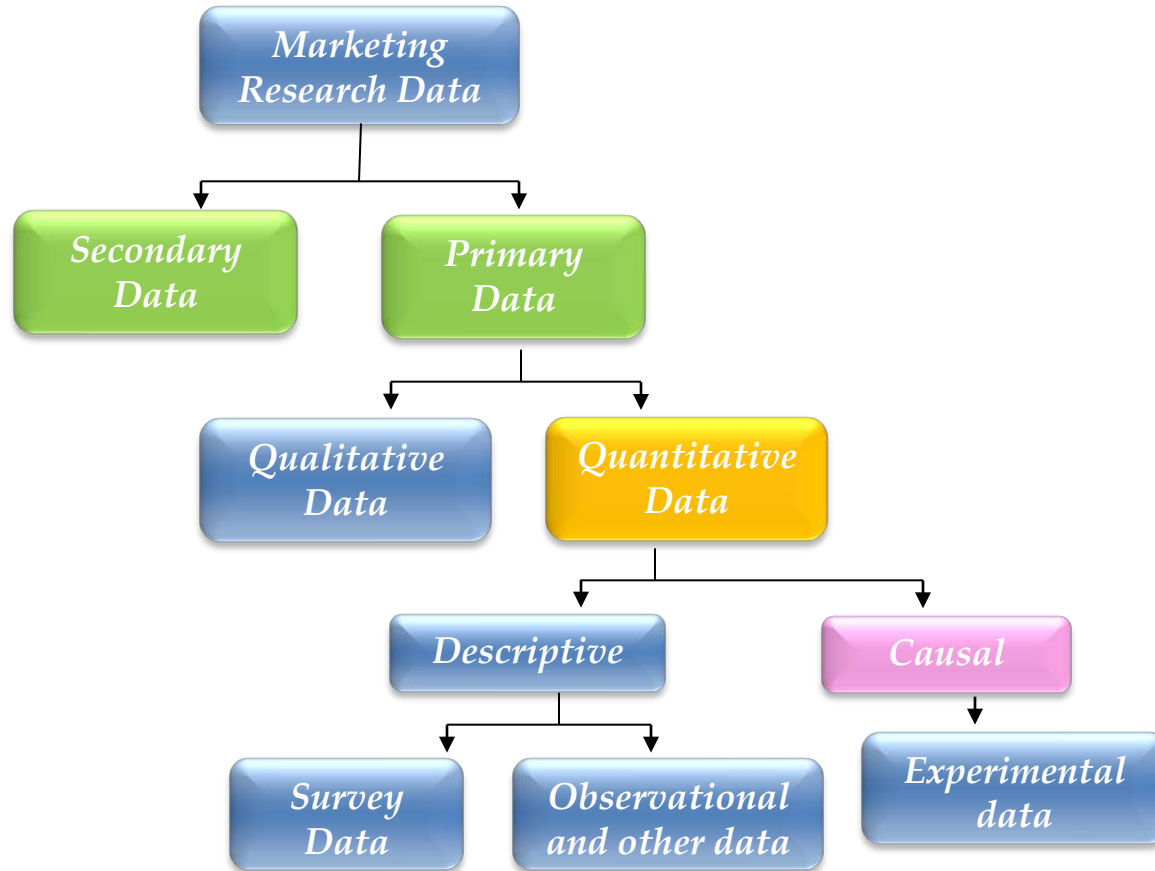 Marketing
Research Data
Secondary
Data
Primary
Data
Qualitative
Data
Quantitative
Data
Descriptive
Causal
Survey
Data
Observational
and other data
Experimental
data